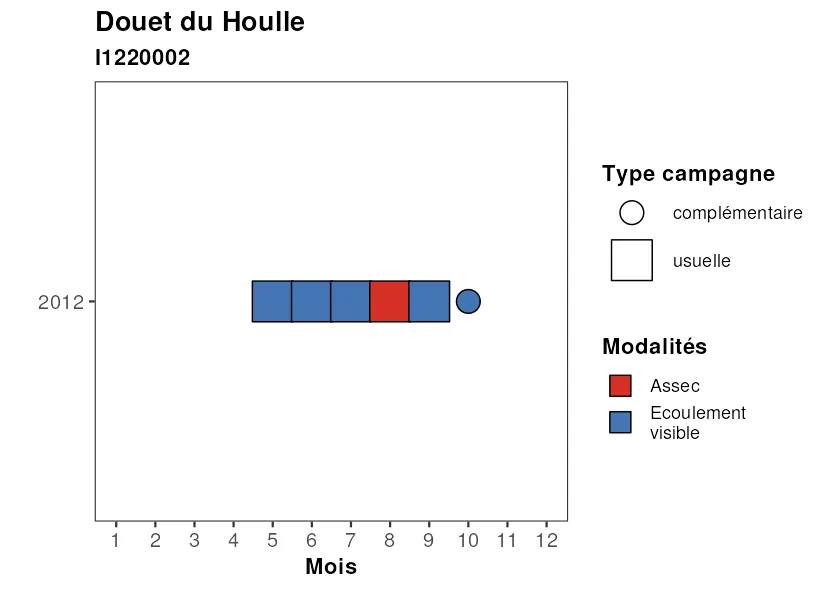 Douet du Houlle
I1220002
2012
1 2 3 4 5 6 7 8 9 10 11 12
Mois
Type campagne
complémentaire
usuelle
Modalités
Assec
Ecoulement
visible